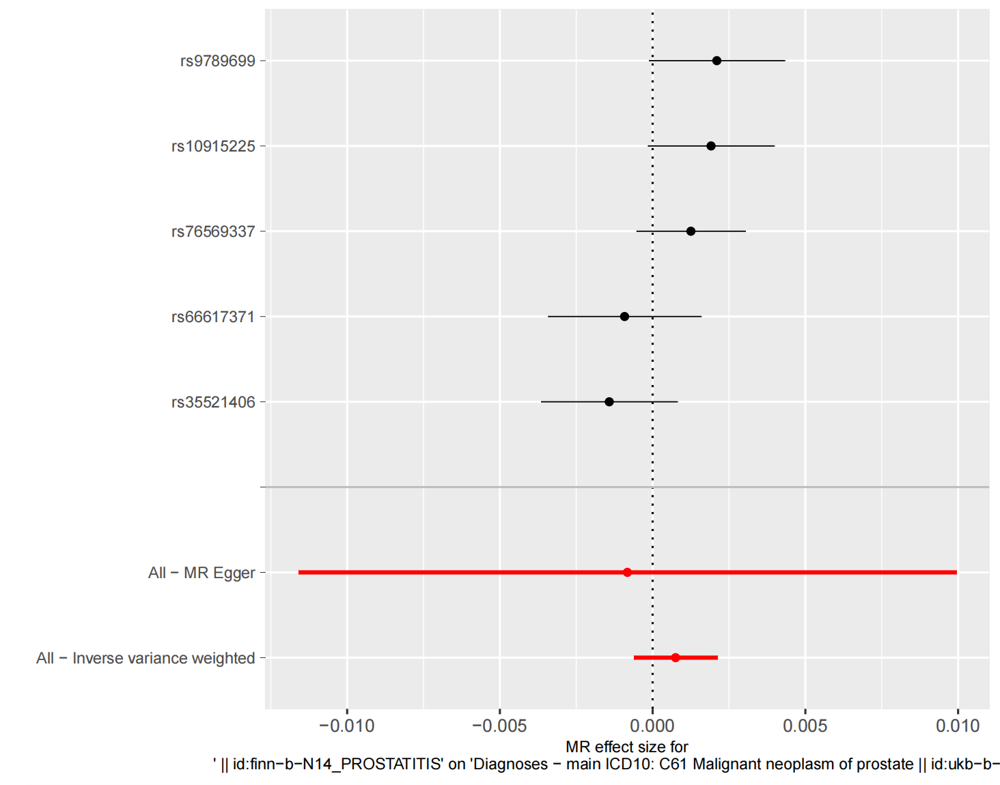 rs9789699
rs10915225
rs76569337
rs66617371
rs35521406
All − MR Egger
All − Inverse variance weighted
−0.010 −0.005 0.000 0.005 0.010
MR effect size for
' || id:finn−b−N14_PROSTATITIS' on 'Diagnoses − main ICD10: C61 Malignant neoplasm of prostate || id:ukb−b−